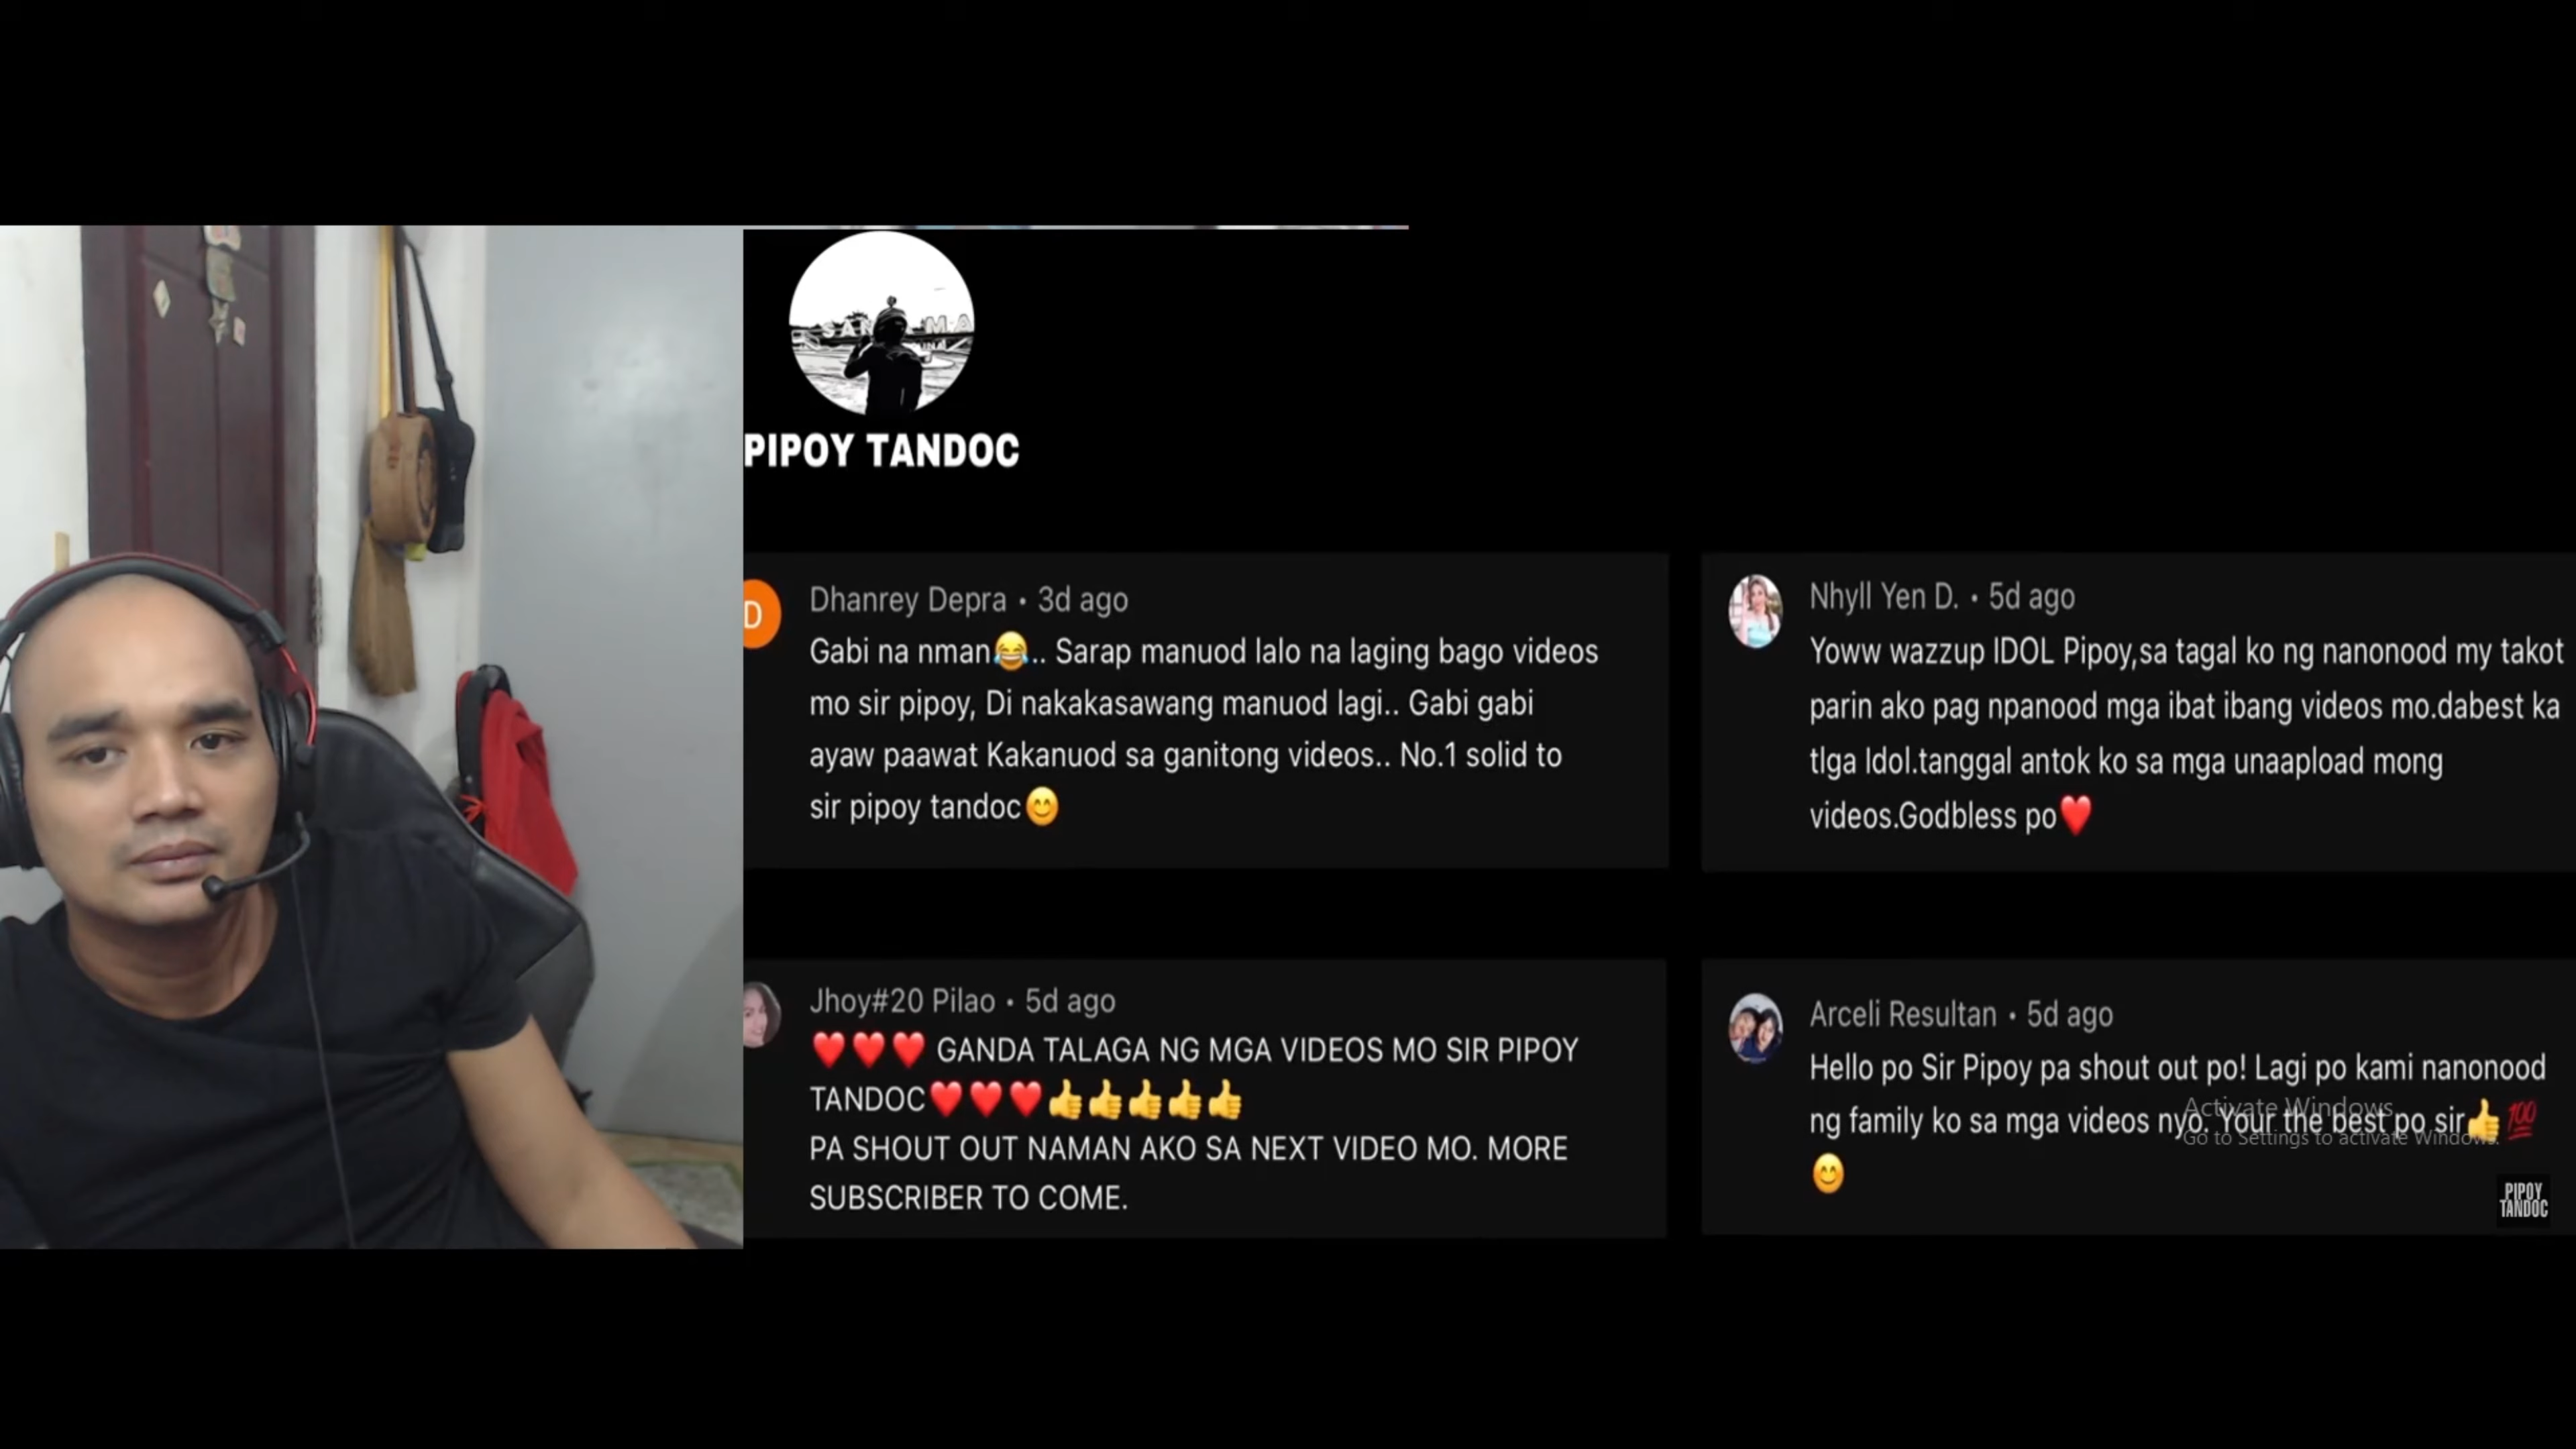 SAN MA
PIPOY TANDOC
D
Dhanrey Depra • 3d ago
Gabi na nman😂.. Sarap manuod lalo na laging bago videos
mo sir pipoy, Di nakakasawang manuod lagi.. Gabi gabi
ayaw paawat Kakanuod sa ganitong videos.. No.1 solid to
sir pipoy tandoc😊
Nhyll Yen D. • 5d ago
Yoww wazzup IDOL Pipoy,sa tagal ko ng nanonood my takot
parin ako pag npanood mga ibat ibang videos mo.dabest ka
tlga Idol.tanggal antok ko sa mga unaapload mong
videos.Godbless po❤️
Jhoy#20 Pilao • 5d ago
❤️❤️❤️ GANDA TALAGA NG MGA VIDEOS MO SIR PIPOY
TANDOC❤️❤️❤️👍👍👍👍👍
PA SHOUT OUT NAMAN AKO SA NEXT VIDEO MO. MORE
SUBSCRIBER TO COME.
Arceli Resultan • 5d ago
Hello po Sir Pipoy pa shout out po! Lagi po kami nanonood
ng family ko sa mga videos nyo. Your the best po sir👍💯
😊
Activate Windows
Go to Settings to activate Windows.
PIPOY
TANDOC